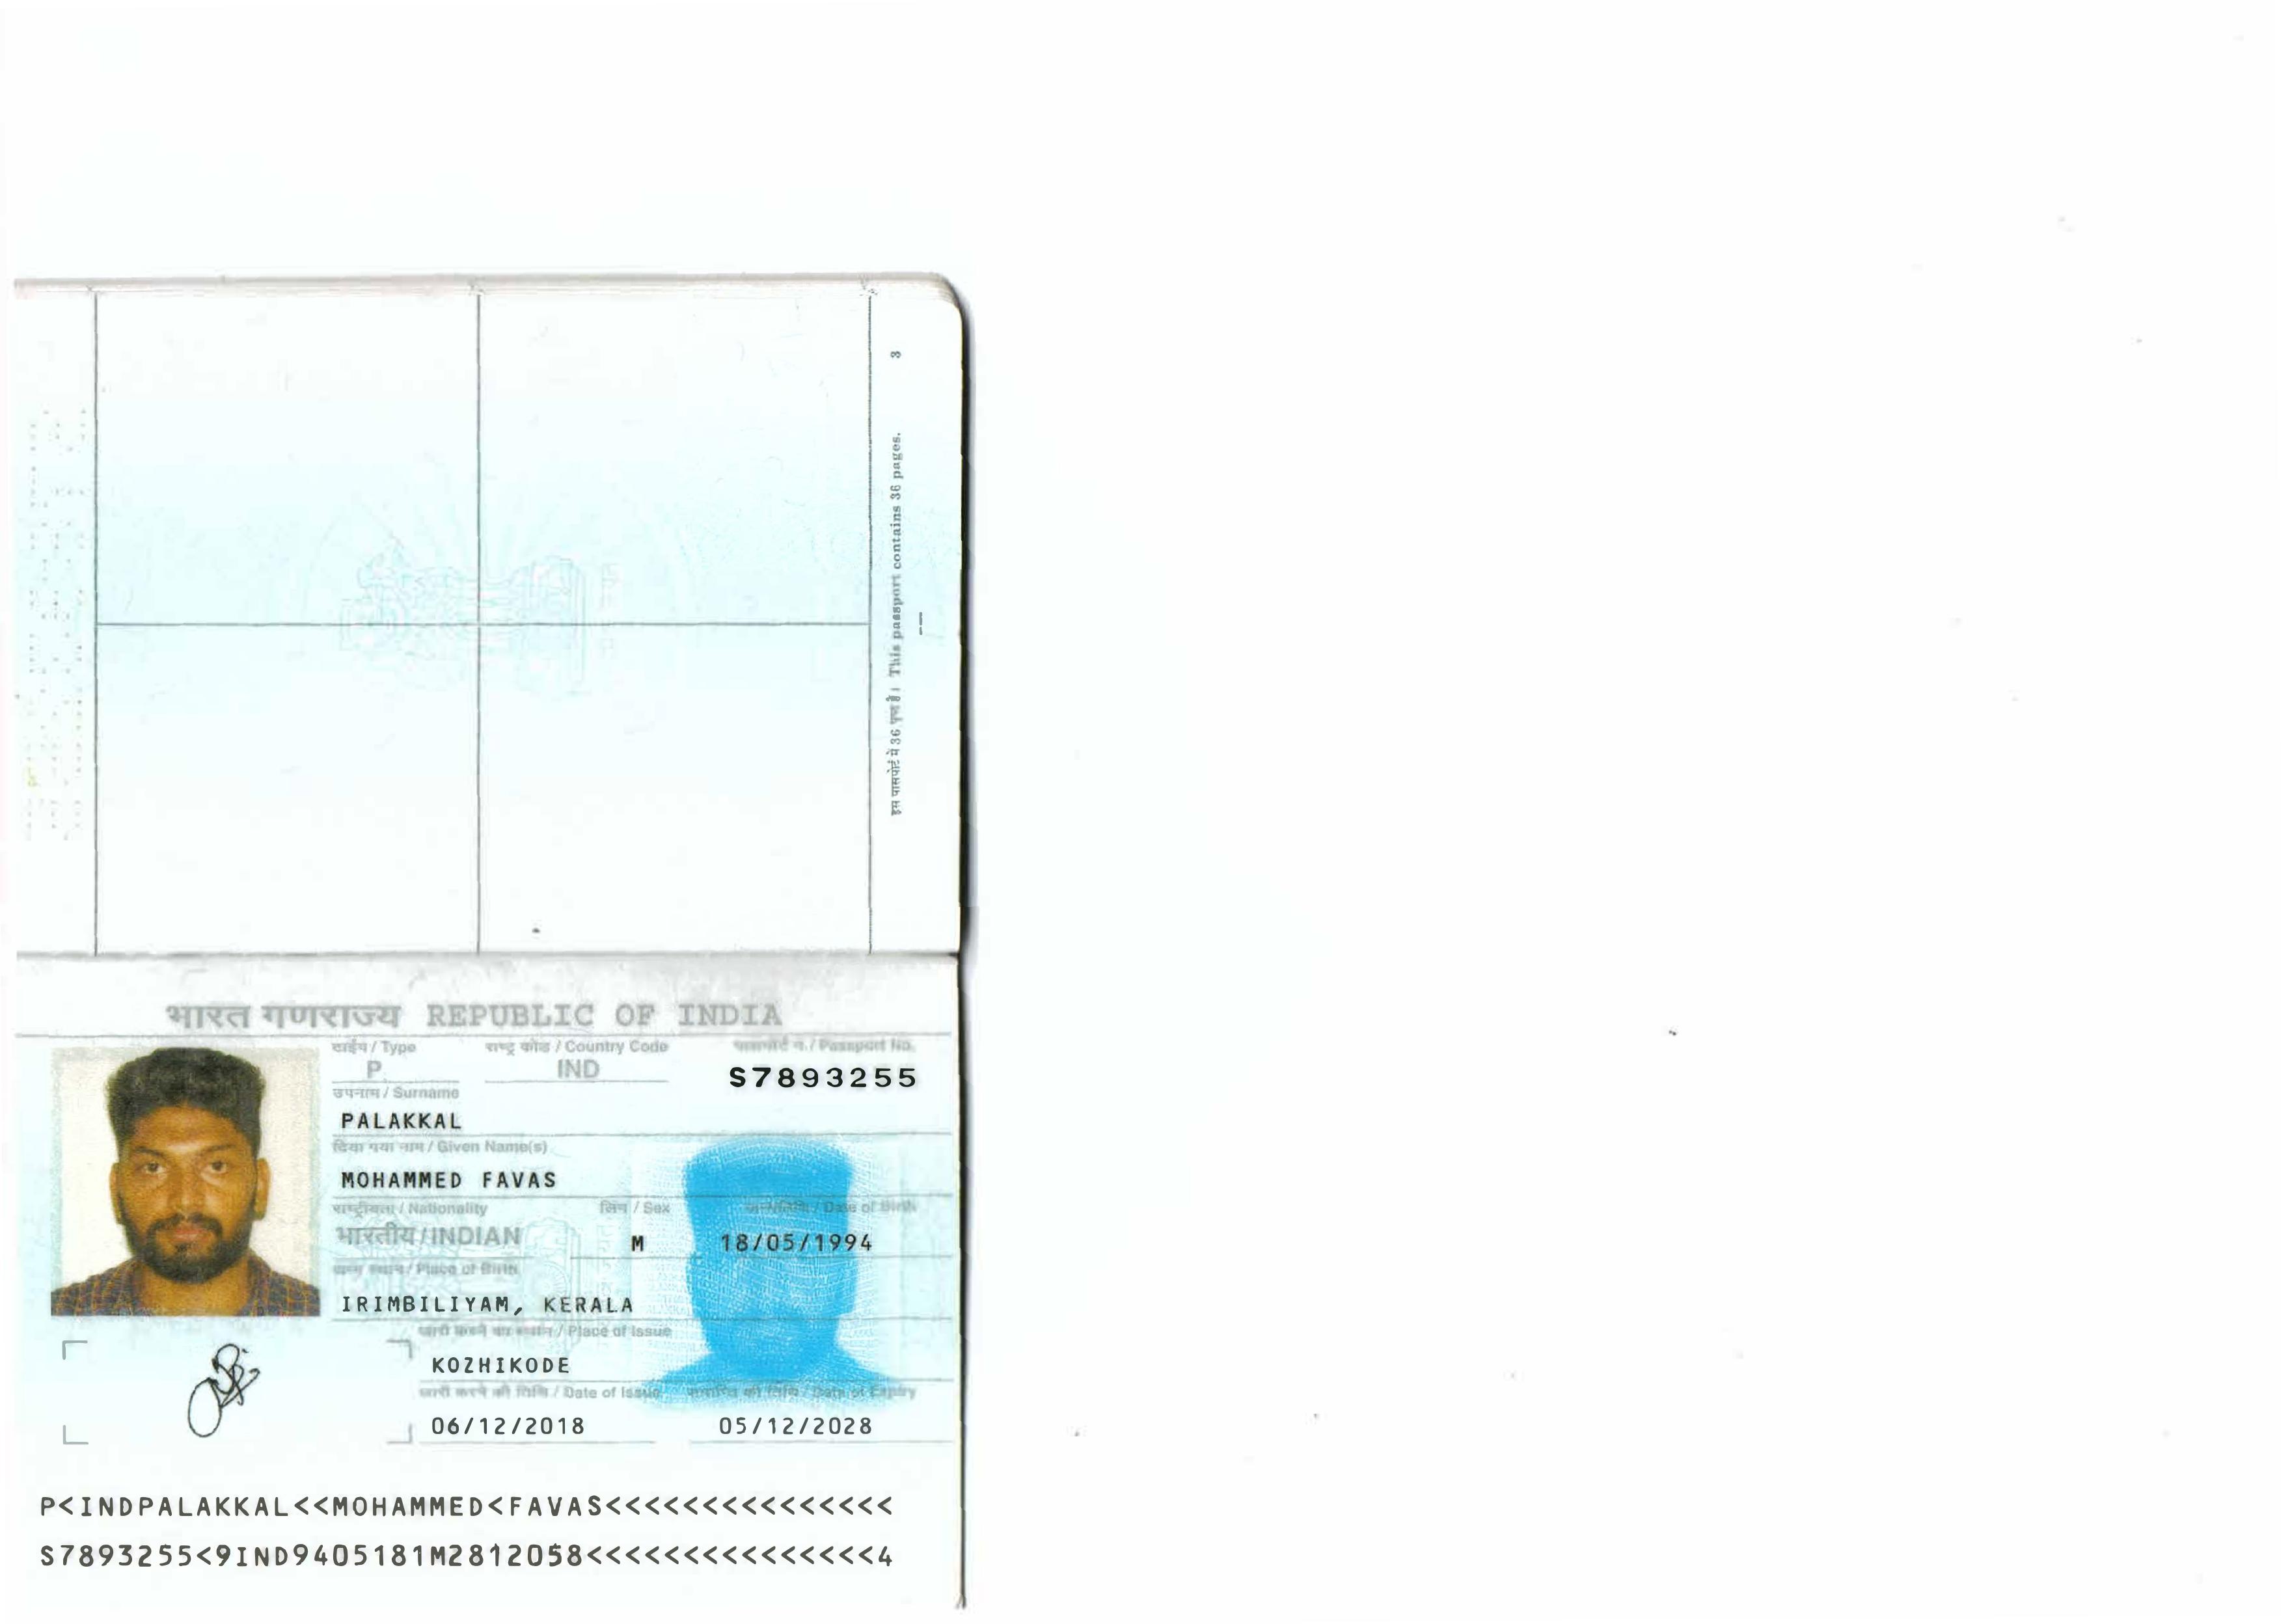 3
इस पासपोर्ट में 36 पृष्ठ हैं। This passport contains 36 pages.
भारत गणराज्य REPUBLIC OF INDIA
टाईप / Type राष्ट्र कोड / Country Code पासपोर्ट न. / Passport No.
P IND S7893255
उपनाम / Surname
PALAKKAL
दिया गया नाम / Given Name(s)
MOHAMMED FAVAS
राष्ट्रीयता / Nationality लिंग / Sex जन्मतिथि / Date of Birth
भारतीय / INDIAN M 18/05/1994
जन्म स्थान / Place of Birth
IRIMBILIYAM, KERALA
जारी करने का स्थान / Place of Issue
KOZHIKODE
जारी करने की तिथि / Date of Issue समाप्ति की तिथि / Date of Expiry
06/12/2018 05/12/2028
P<INDPALAKKAL<<MOHAMMED<FAVAS<<<<<<<<<<<<<<<
S7893255<9IND9405181M2812058<<<<<<<<<<<<<<<4